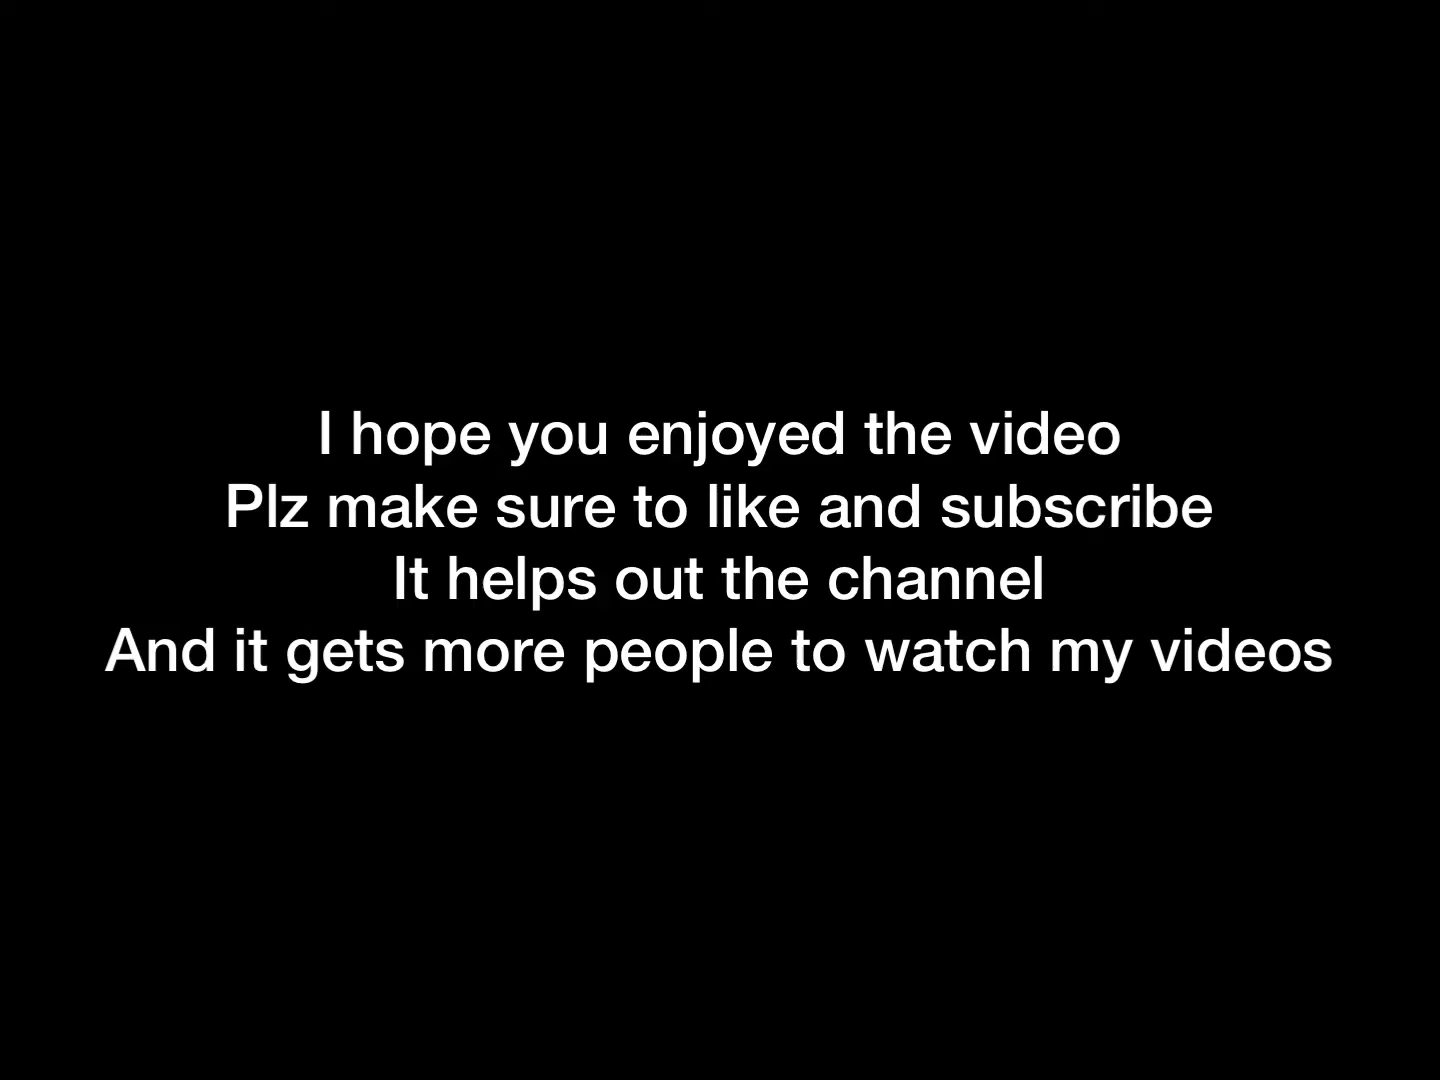 I hope you enjoyed the video
Plz make sure to like and subscribe
It helps out the channel
And it gets more people to watch my videos